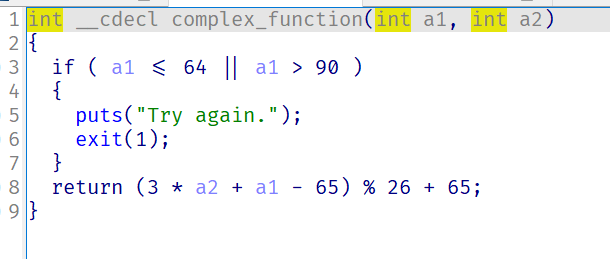 1 int __cdecl complex_function(int a1, int a2)
2 {
3   if ( a1 <= 64 || a1 > 90 )
4   {
5     puts("Try again.");
6     exit(1);
7   }
8   return (3 * a2 + a1 - 65) % 26 + 65;
9 }